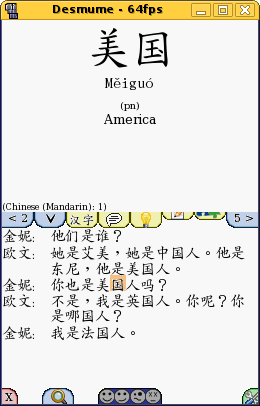 Desmume - 64fps
美国
Měiguó
(pn)
America
(Chinese (Mandarin): 1)
< 2 汉字 5 >
金妮: 他们是谁？
欧文: 她是艾美，她是中国人。他是
东尼，他是美国人。
金妮: 你也是美国人吗？
欧文: 不是，我是英国人。你呢？你
是哪国人？
金妮: 我是法国人。
X